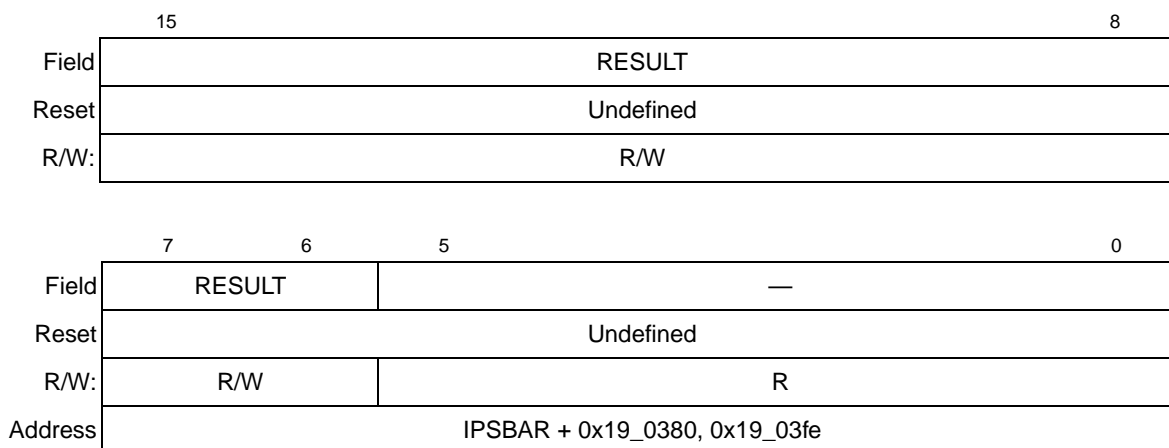 15 8
Field RESULT
Reset Undefined
R/W: R/W
7 6 5 0
Field RESULT —
Reset Undefined
R/W: R/W R
Address IPSBAR + 0x19_0380, 0x19_03fe